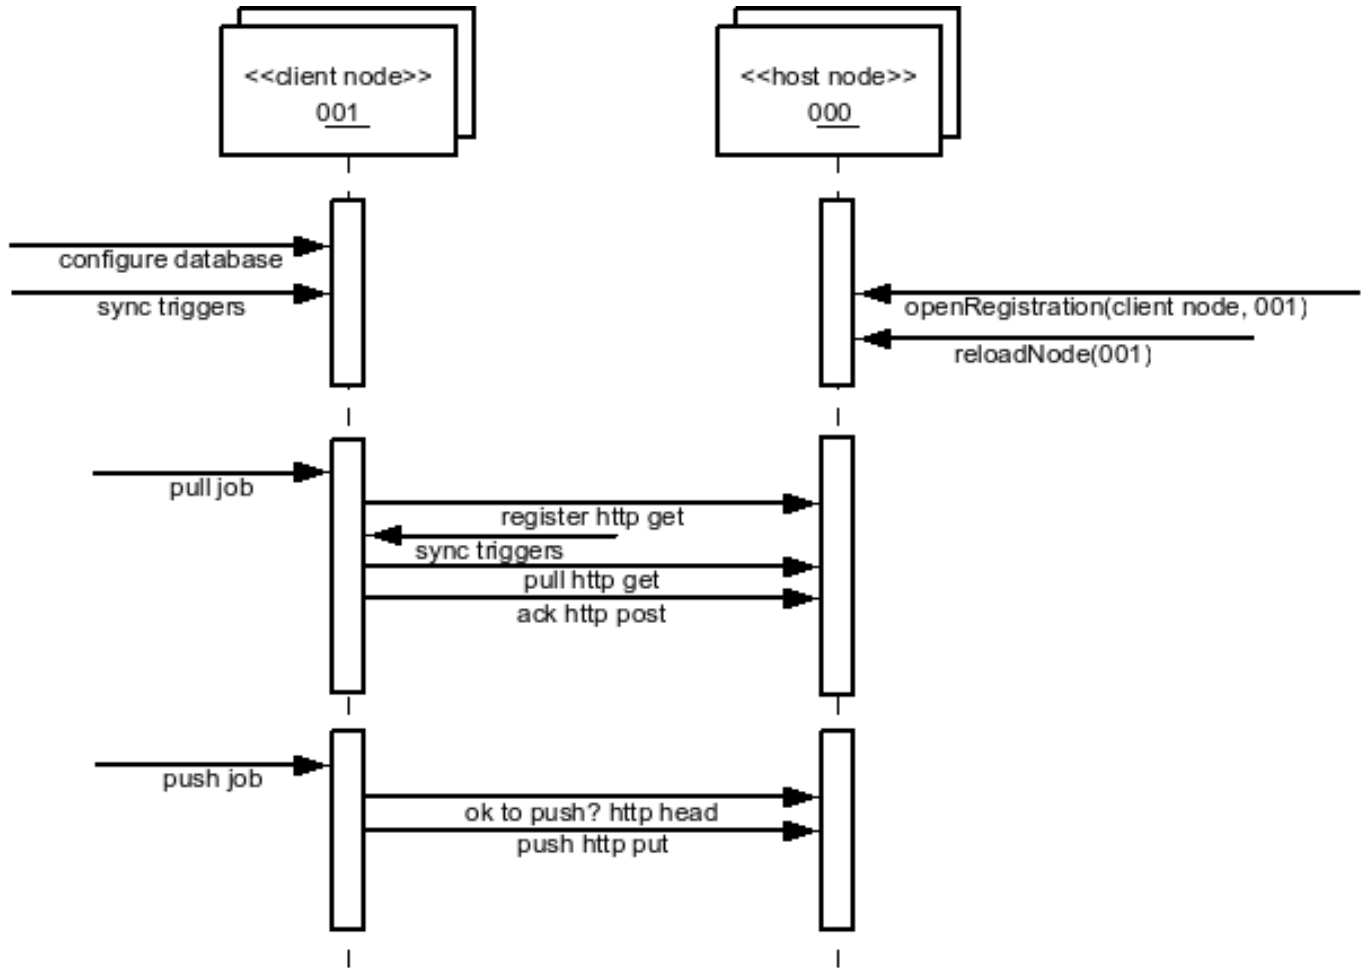 <<client node>>
001
<<host node>>
000
configure database
sync triggers
openRegistration(client node, 001)
reloadNode(001)
pull job
register http get
sync triggers
pull http get
ack http post
push job
ok to push? http head
push http put